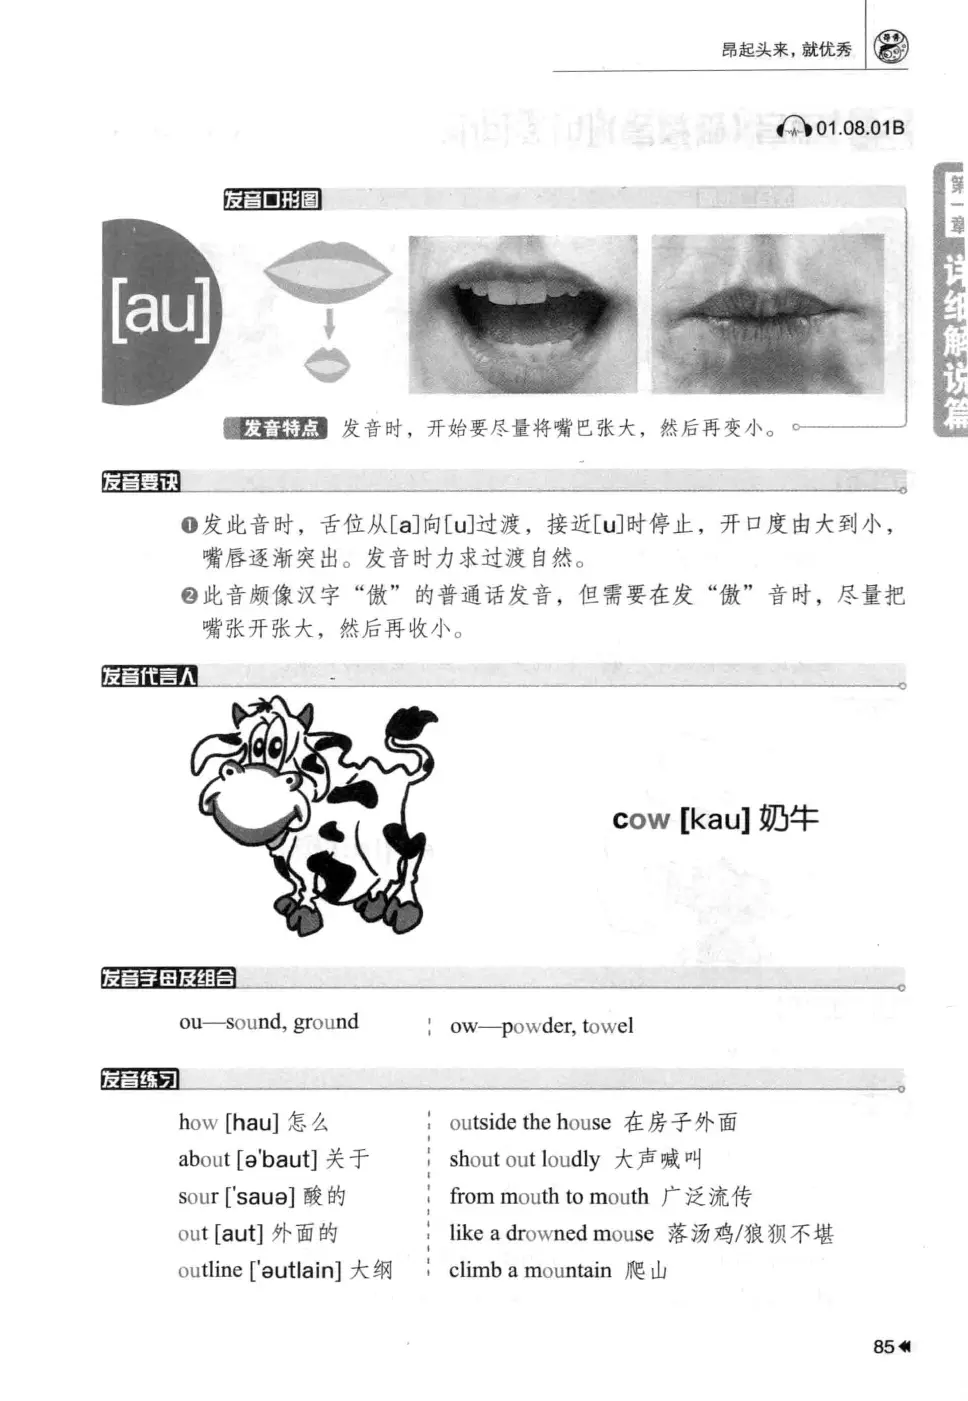 昂起头来，就优秀
01.08.01B
第一章
详细解说篇
发音口形图
[au]
发音特点 发音时，开始要尽量将嘴巴张大，然后再变小。
发音要诀
❶发此音时，舌位从[a]向[u]过渡，接近[u]时停止，开口度由大到小，
嘴唇逐渐突出。发音时力求过渡自然。
❷此音颇像汉字“傲”的普通话发音，但需要在发“傲”音时，尽量把
嘴张开张大，然后再收小。
发音代言人
cow [kau] 奶牛
发音字母及组合
ou—sound, ground
ow—powder, towel
发音练习
how [hau] 怎么
about [ə'baut] 关于
sour ['sauə] 酸的
out [aut] 外面的
outline ['əutlain] 大纲
outside the house 在房子外面
shout out loudly 大声喊叫
from mouth to mouth 广泛流传
like a drowned mouse 落汤鸡/狼狈不堪
climb a mountain 爬山
85